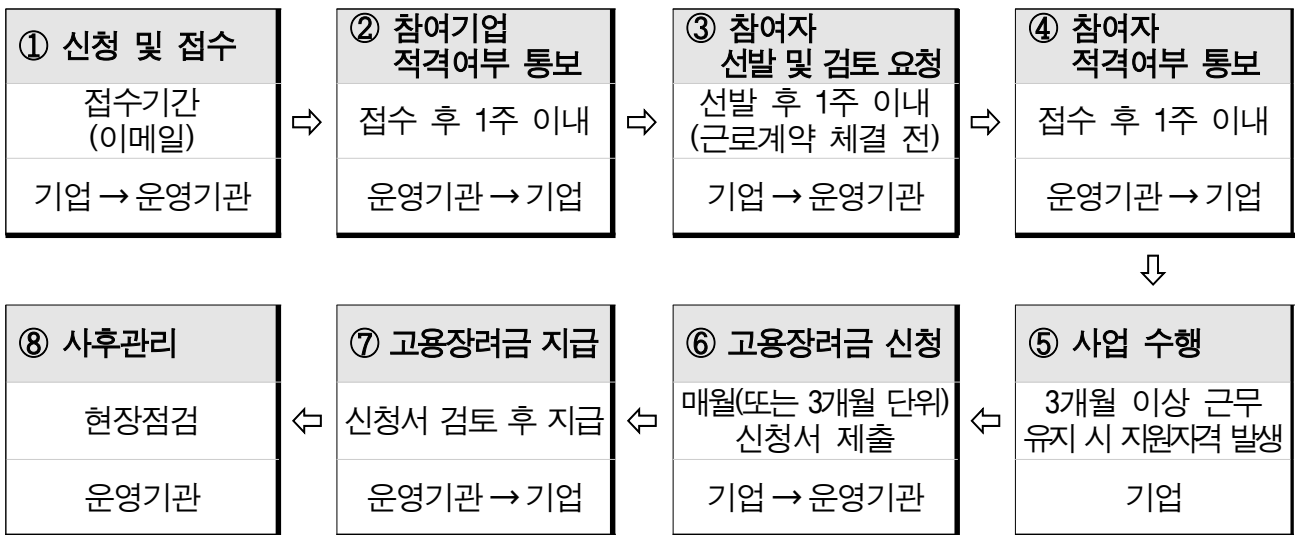 ① 신청 및 접수
접수기간
(이메일)
기업 → 운영기관
⇨
② 참여기업
적격여부 통보
접수 후 1주 이내
운영기관 → 기업
⇨
③ 참여자
선발 및 검토 요청
선발 후 1주 이내
(근로계약 체결 전)
기업 → 운영기관
⇨
④ 참여자
적격여부 통보
접수 후 1주 이내
운영기관 → 기업
⇩
⑤ 사업 수행
3개월 이상 근무
유지 시 지원자격 발생
기업
⇦
⑥ 고용장려금 신청
매월(또는 3개월 단위)
신청서 제출
기업 → 운영기관
⇦
⑦ 고용장려금 지급
신청서 검토 후 지급
운영기관 → 기업
⇦
⑧ 사후관리
현장점검
운영기관